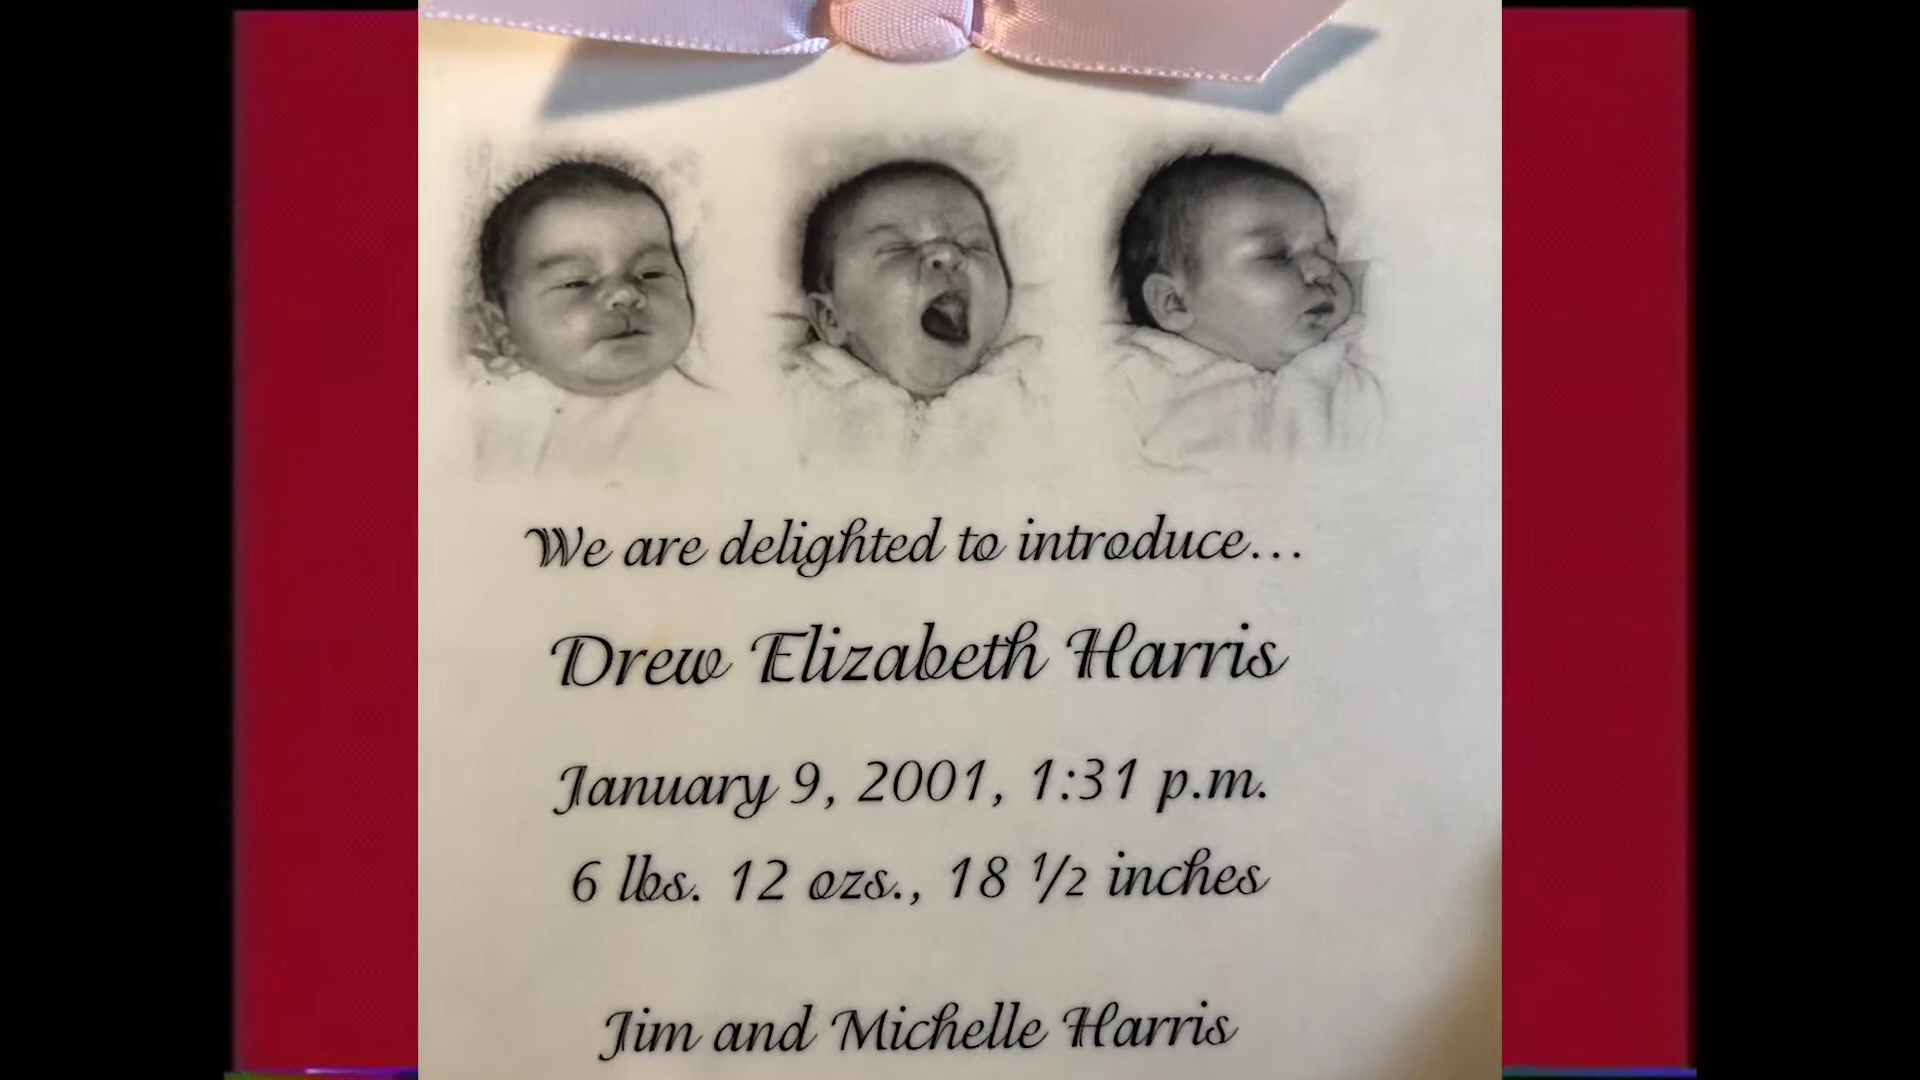 We are delighted to introduce...
Drew Elizabeth Harris
January 9, 2001, 1:31 p.m.
6 lbs. 12 ozs., 18 1/2 inches
Jim and Michelle Harris